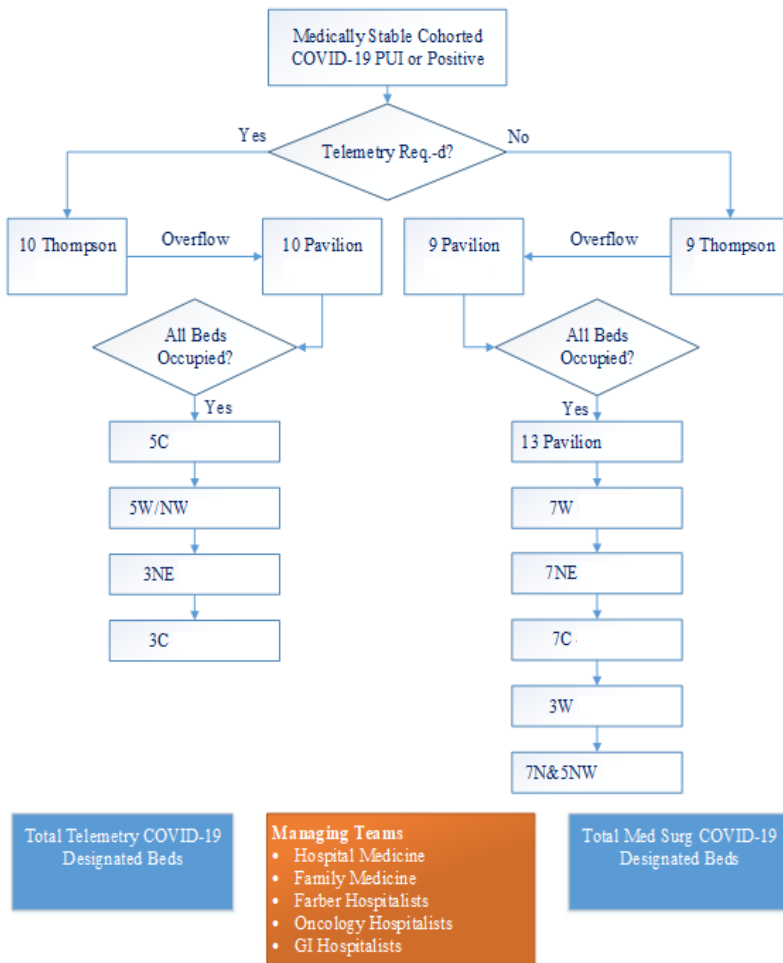 Medically Stable Cohorted
COVID-19 PUI or Positive
Yes
Telemetry Req.-d?
No
10 Thompson
Overflow
10 Pavilion
9 Pavilion
Overflow
9 Thompson
All Beds
Occupied?
All Beds
Occupied?
Yes
Yes
5C
13 Pavilion
5W/NW
7W
3NE
7NE
3C
7C
3W
7N&5NW
Total Telemetry COVID-19
Designated Beds
Managing Teams
• Hospital Medicine
• Family Medicine
• Farber Hospitalists
• Oncology Hospitalists
• GI Hospitalists
Total Med Surg COVID-19
Designated Beds